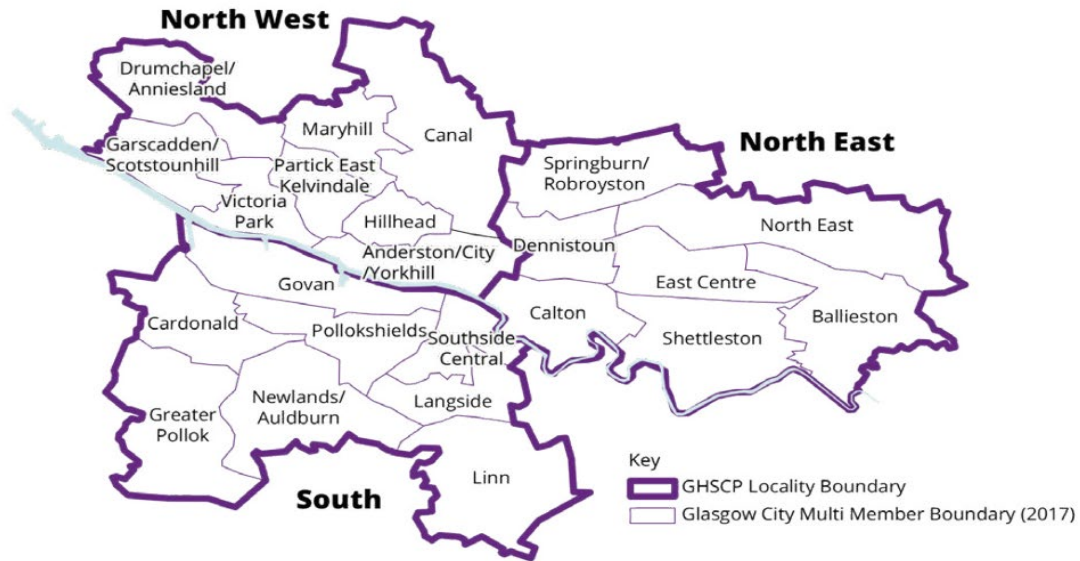 North West
Drumchapel/
Anniesland
Maryhill
Canal
Garscadden/
Scotstounhill
Partick East
Kelvindale
Victoria
Park
Hillhead
Anderston/City
/Yorkhill
North East
Springburn/
Robroyston
North East
Dennistoun
East Centre
Calton
Shettleston
Ballieston
Govan
Cardonald
Pollokshields
Southside
Central
Greater
Pollok
Newlands/
Auldburn
Langside
Linn
South
Key
GHSCP Locality Boundary
Glasgow City Multi Member Boundary (2017)